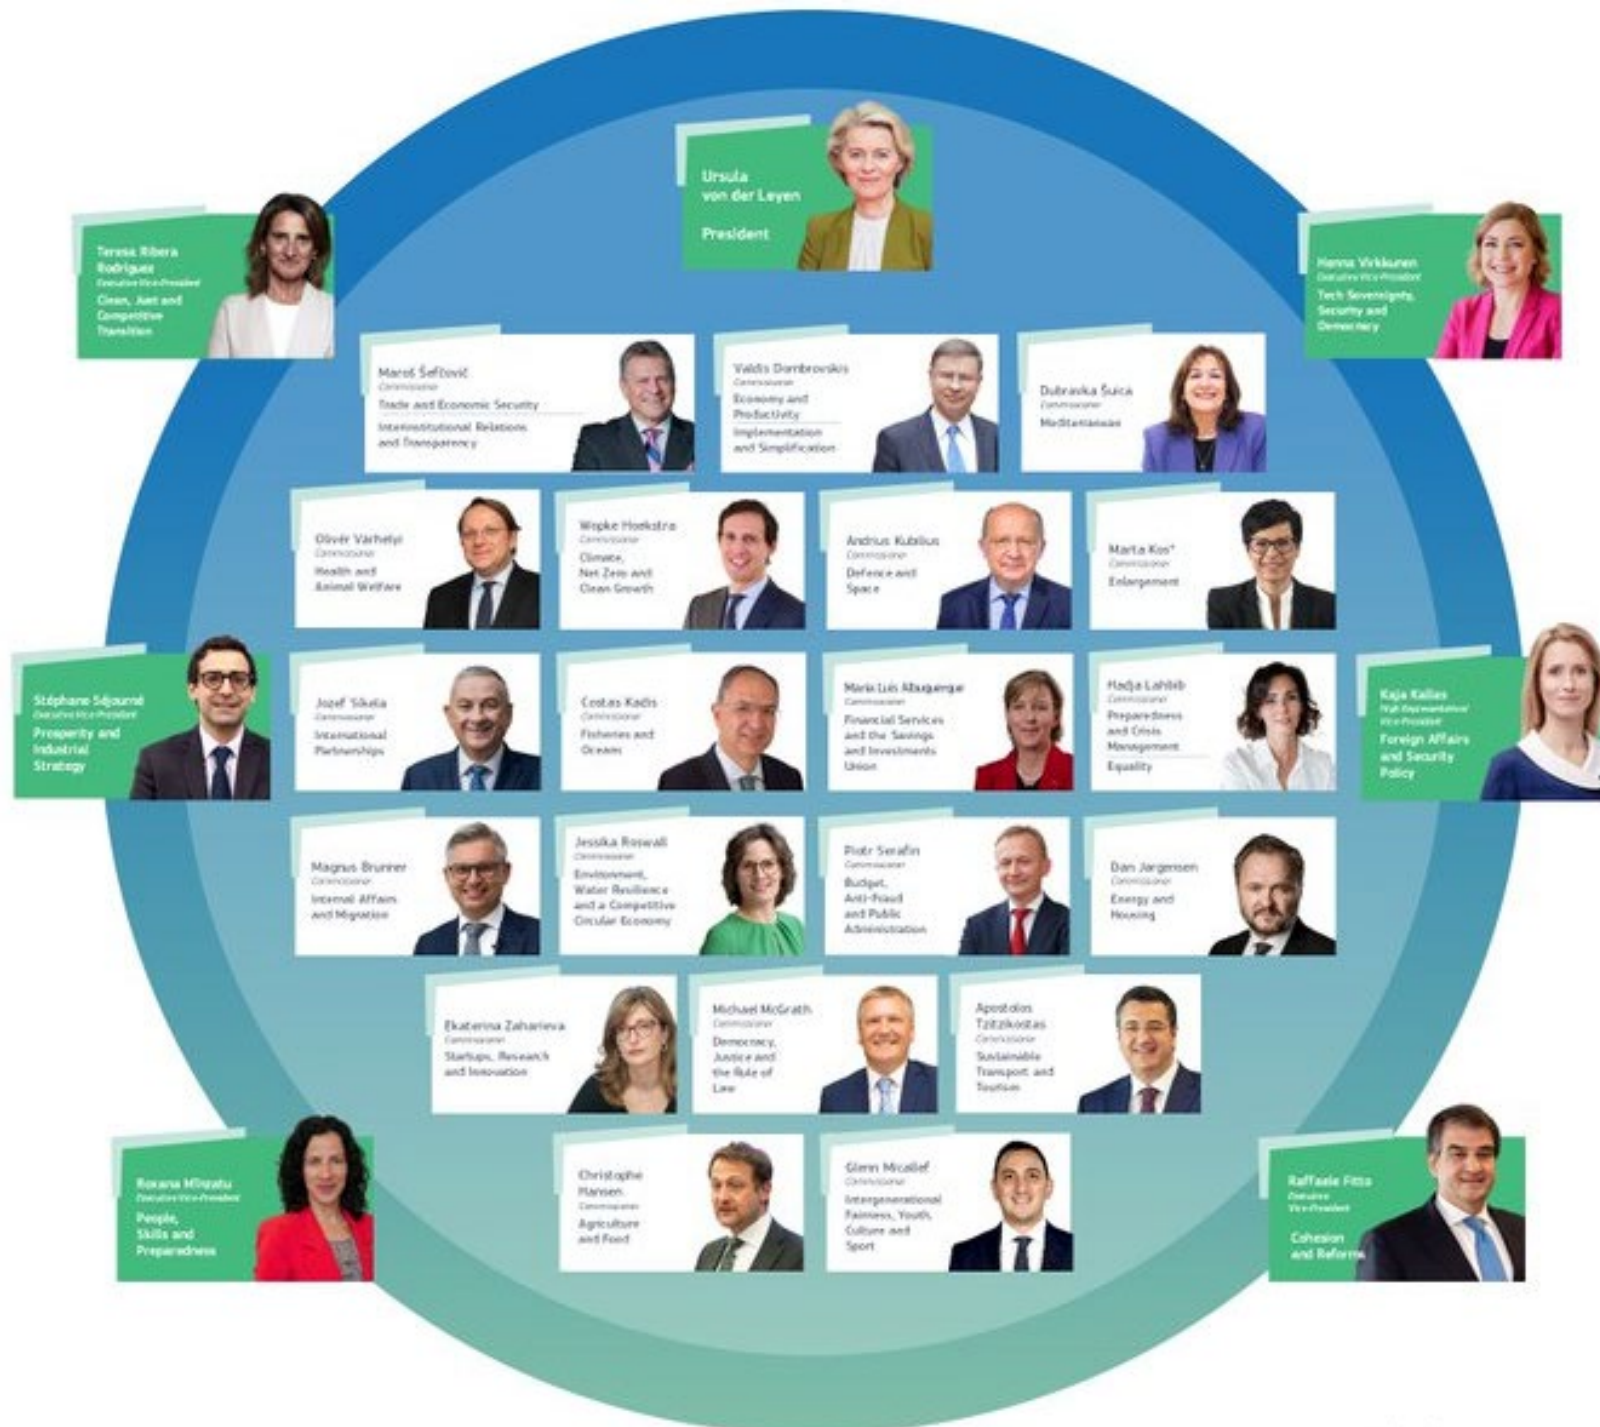 Ursula
von der Leyen
President
Teresa Ribera
Rodríguez
Executive Vice-President
Clean, Just and
Competitive
Transition
Henna Virkkunen
Executive Vice-President
Tech Sovereignty,
Security and
Democracy
Maroš Šefčovič
Commissioner
Trade and Economic Security
Interinstitutional Relations
and Transparency
Valdis Dombrovskis
Commissioner
Economy and
Productivity
Implementation
and Simplification
Dubravka Šuica
Commissioner
Mediterranean
Olivér Várhelyi
Commissioner
Health and
Animal Welfare
Wopke Hoekstra
Commissioner
Climate,
Net Zero and
Clean Growth
Andrius Kubilius
Commissioner
Defence and
Space
Marta Kos*
Commissioner
Enlargement
Stéphane Séjourné
Executive Vice-President
Prosperity and
Industrial
Strategy
Jozef Síkela
Commissioner
International
Partnerships
Costas Kadis
Commissioner
Fisheries and
Oceans
Maria Luís Albuquerque
Commissioner
Financial Services
and the Savings
and Investments
Union
Hadja Lahbib
Commissioner
Preparedness
and Crisis
Management
Equality
Kaja Kallas
High Representative/
Vice-President
Foreign Affairs
and Security
Policy
Magnus Brunner
Commissioner
Internal Affairs
and Migration
Jessika Roswall
Commissioner
Environment,
Water Resilience
and a Competitive
Circular Economy
Piotr Serafin
Commissioner
Budget,
Anti-Fraud
and Public
Administration
Dan Jørgensen
Commissioner
Energy and
Housing
Ekaterina Zaharieva
Commissioner
Startups, Research
and Innovation
Michael McGrath
Commissioner
Democracy,
Justice and
the Rule of
Law
Apostolos
Tzitzikostas
Commissioner
Sustainable
Transport and
Tourism
Roxana Mînzatu
Executive Vice-President
People,
Skills and
Preparedness
Christophe
Hansen
Commissioner
Agriculture
and Food
Glenn Micallef
Commissioner
Intergenerational
Fairness, Youth,
Culture and
Sport
Raffaele Fitto
Executive
Vice-President
Cohesion
and Reforms